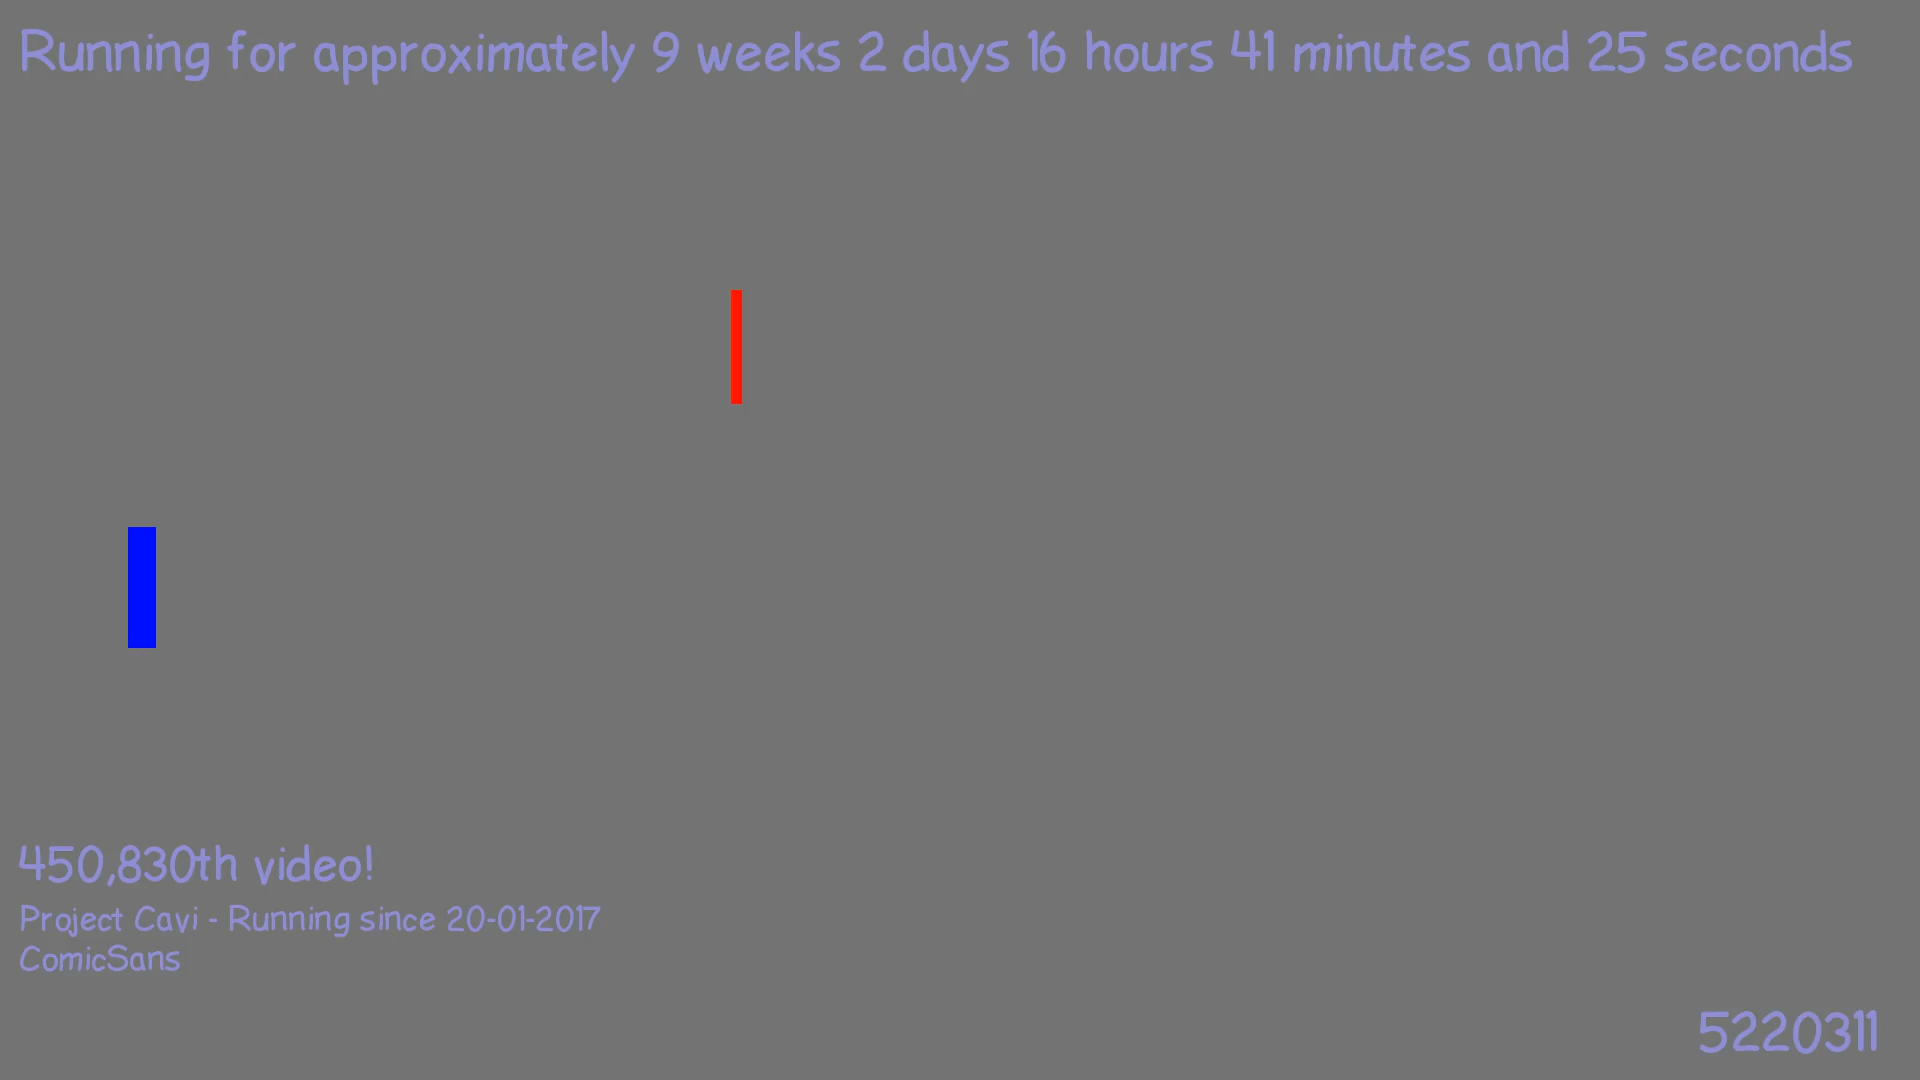 Running for approximately 9 weeks 2 days 16 hours 41 minutes and 25 seconds
450,830th video!
Project Cavi - Running since 20-01-2017
ComicSans
5220311